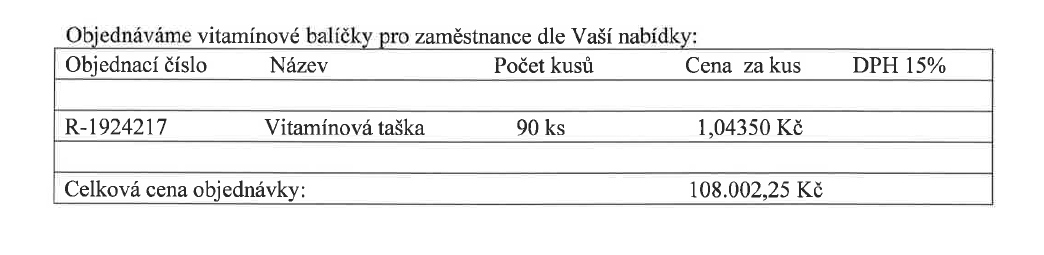 Objednáváme vitamínové balíčky pro zaměstnance dle Vaší nabídky:
Objednací číslo Název Počet kusů Cena za kus DPH 15%
R-1924217 Vitamínová taška 90 ks 1,04350 Kč
Celková cena objednávky: 108.002,25 Kč